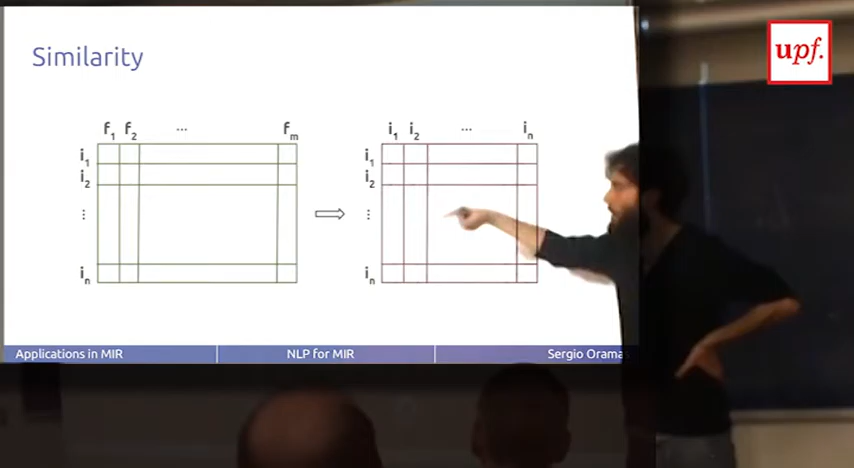 upf.
Similarity
f1 f2 ... fm
i1
i2
⋮
in
i1 i2 ... in
i1
i2
⋮
in
Applications in MIR
NLP for MIR
Sergio Orama